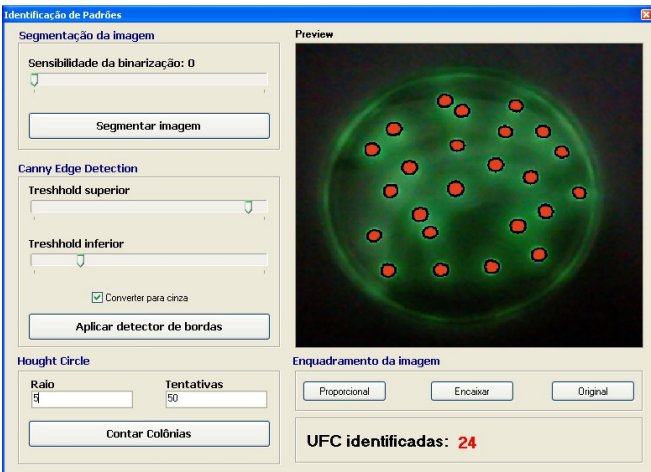 Identificação de Padrões
Segmentação da imagem
Sensibilidade da binarização: 0
Segmentar imagem
Canny Edge Detection
Treshhold superior
Treshhold inferior
Converter para cinza
Aplicar detector de bordas
Hought Circle
Raio Tentativas
5 50
Contar Colônias
Preview
Enquadramento da imagem
Proporcional Encaixar Original
UFC identificadas: 24